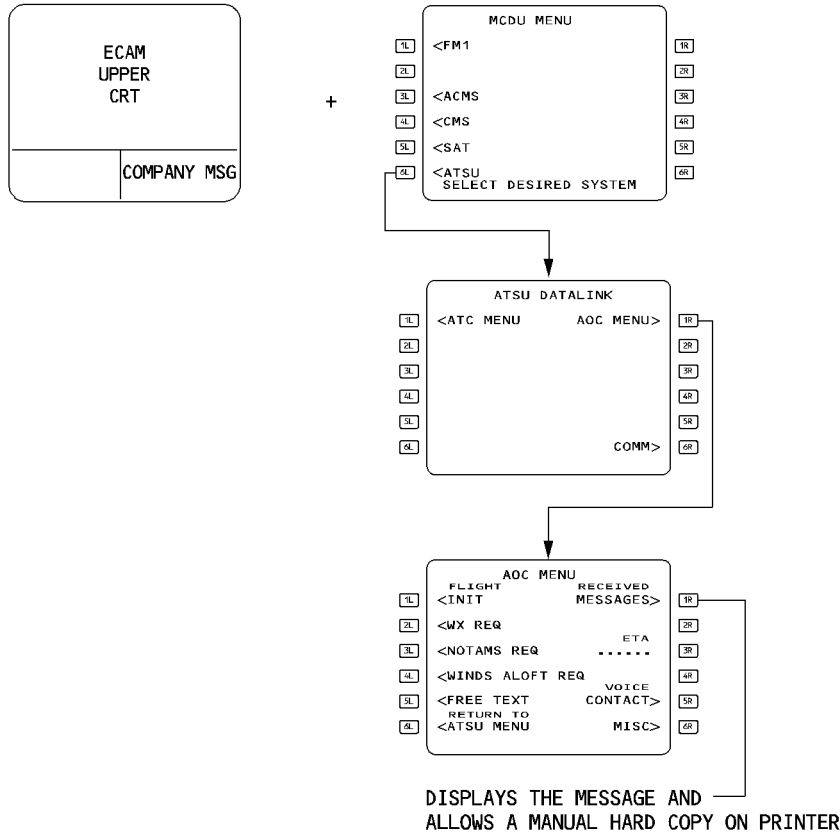 ECAM
UPPER
CRT
COMPANY MSG
+
MCDU MENU
1L <FM1 1R
2L 2R
3L <ACMS 3R
4L <CMS 4R
5L <SAT 5R
6L <ATSU 6R
SELECT DESIRED SYSTEM
ATSU DATALINK
1L <ATC MENU AOC MENU> 1R
2L 2R
3L 3R
4L 4R
5L 5R
6L COMM> 6R
AOC MENU
FLIGHT RECEIVED
1L <INIT MESSAGES> 1R
2L <WX REQ 2R
ETA
3L <NOTAMS REQ ...... 3R
4L <WINDS ALOFT REQ 4R
VOICE
5L <FREE TEXT CONTACT> 5R
RETURN TO
6L <ATSU MENU MISC> 6R
DISPLAYS THE MESSAGE AND
ALLOWS A MANUAL HARD COPY ON PRINTER